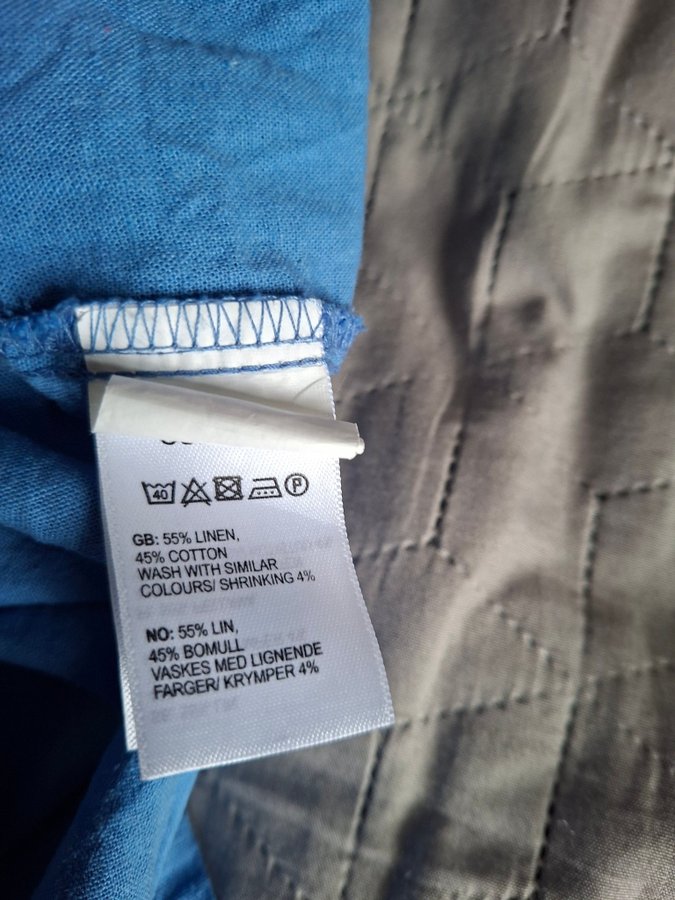 40 P
GB: 55% LINEN,
45% COTTON
WASH WITH SIMILAR
COLOURS/ SHRINKING 4%
NO: 55% LIN,
45% BOMULL
VASKES MED LIGNENDE
FARGER/ KRYMPER 4%